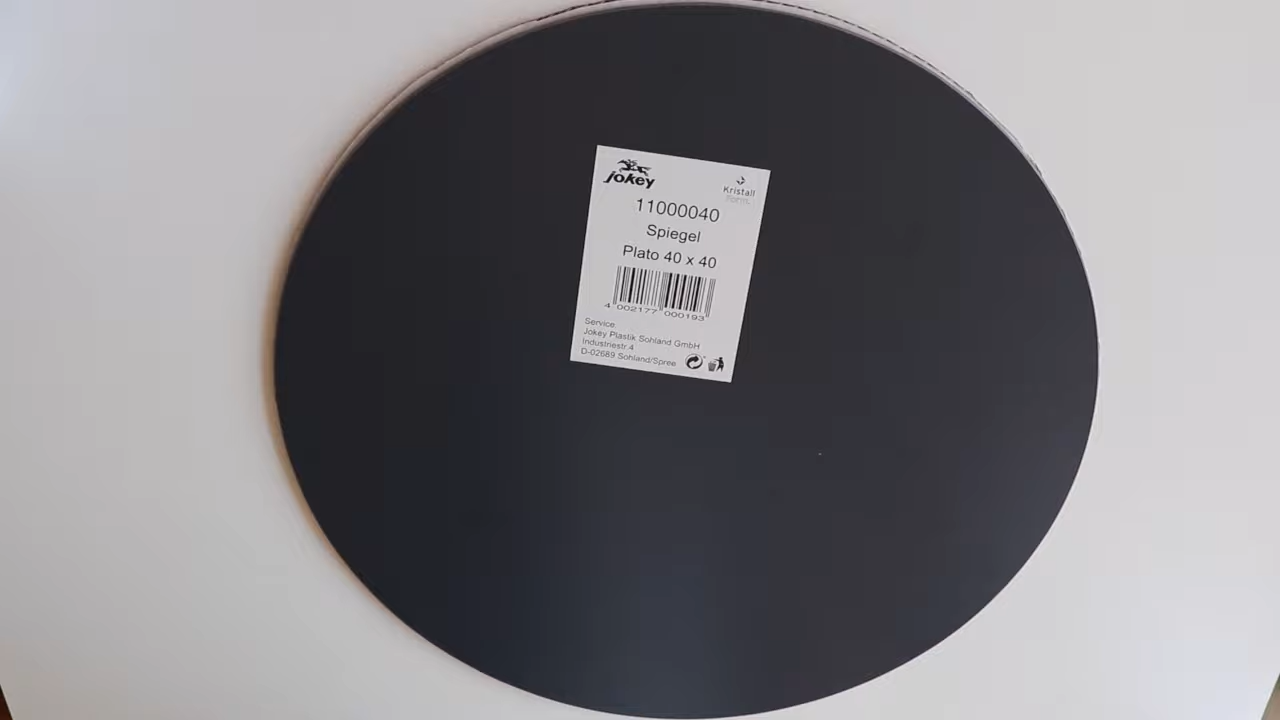 jokey
Kristall
form.
11000040
Spiegel
Plato 40 x 40
4 002177 000193
Service:
Jokey Plastik Sohland GmbH
Industriestr.4
D-02689 Sohland/Spree